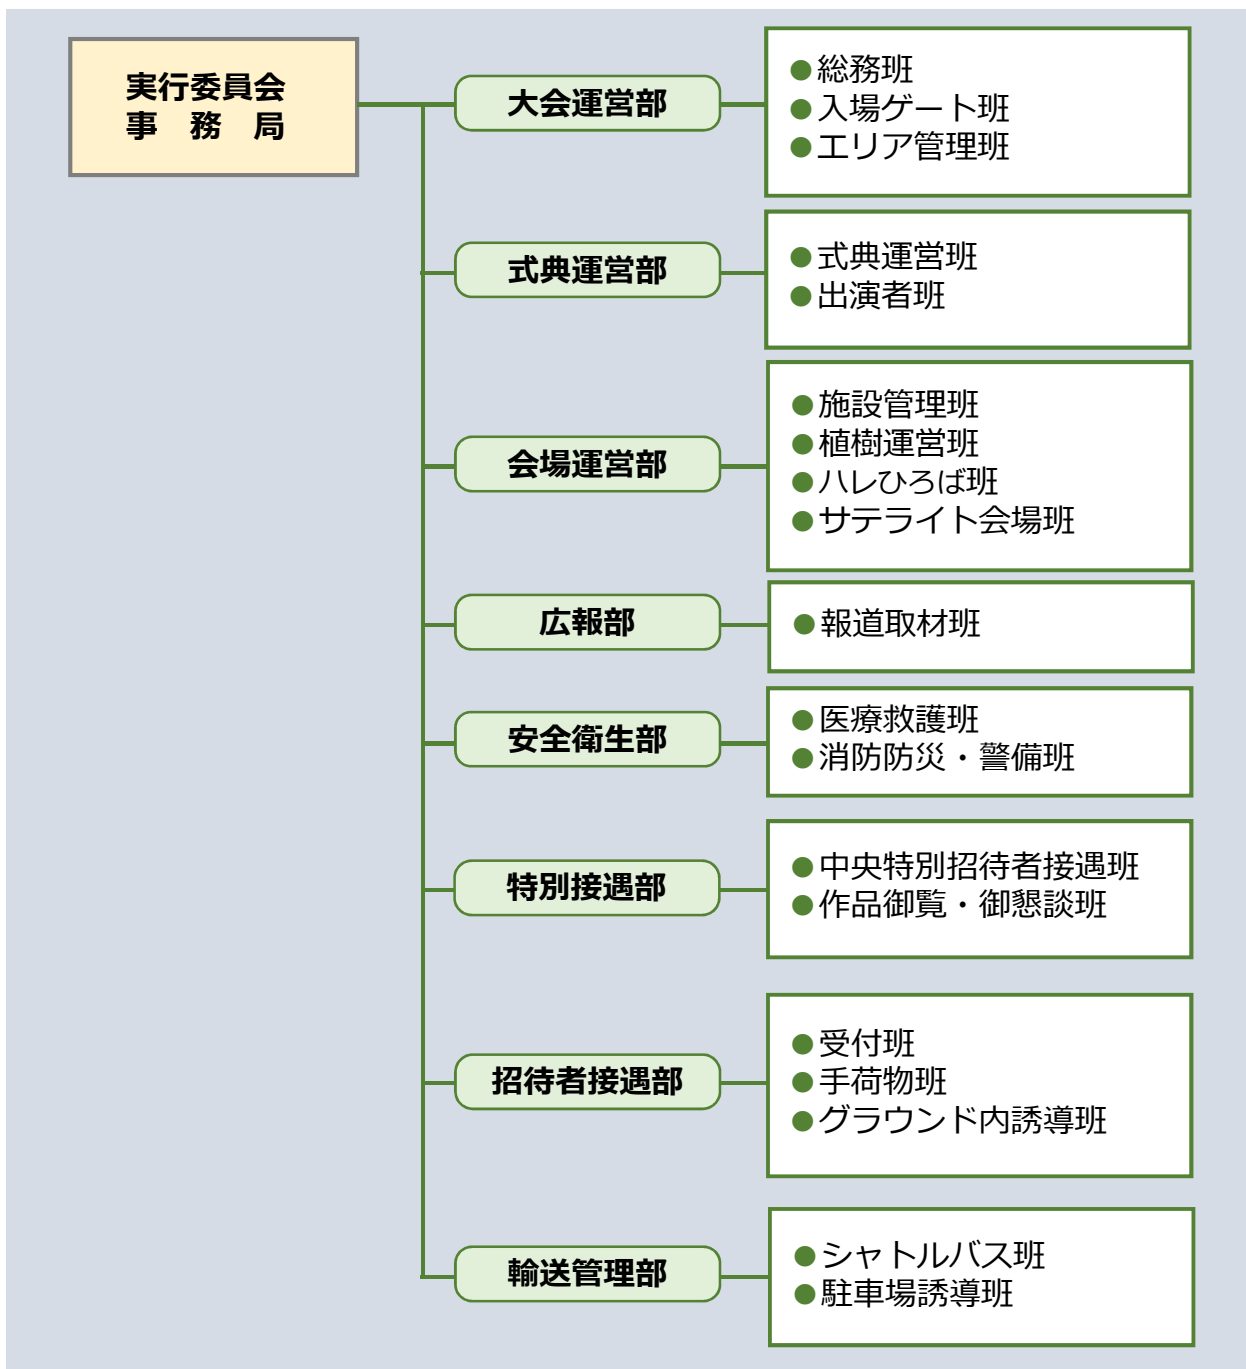 実行委員会
事　務　局
大会運営部
●総務班
●入場ゲート班
●エリア管理班
式典運営部
●式典運営班
●出演者班
会場運営部
●施設管理班
●植樹運営班
●ハレひろば班
●サテライト会場班
広報部
●報道取材班
安全衛生部
●医療救護班
●消防防災・警備班
特別接遇部
●中央特別招待者接遇班
●作品御覧・御懇談班
招待者接遇部
●受付班
●手荷物班
●グラウンド内誘導班
輸送管理部
●シャトルバス班
●駐車場誘導班